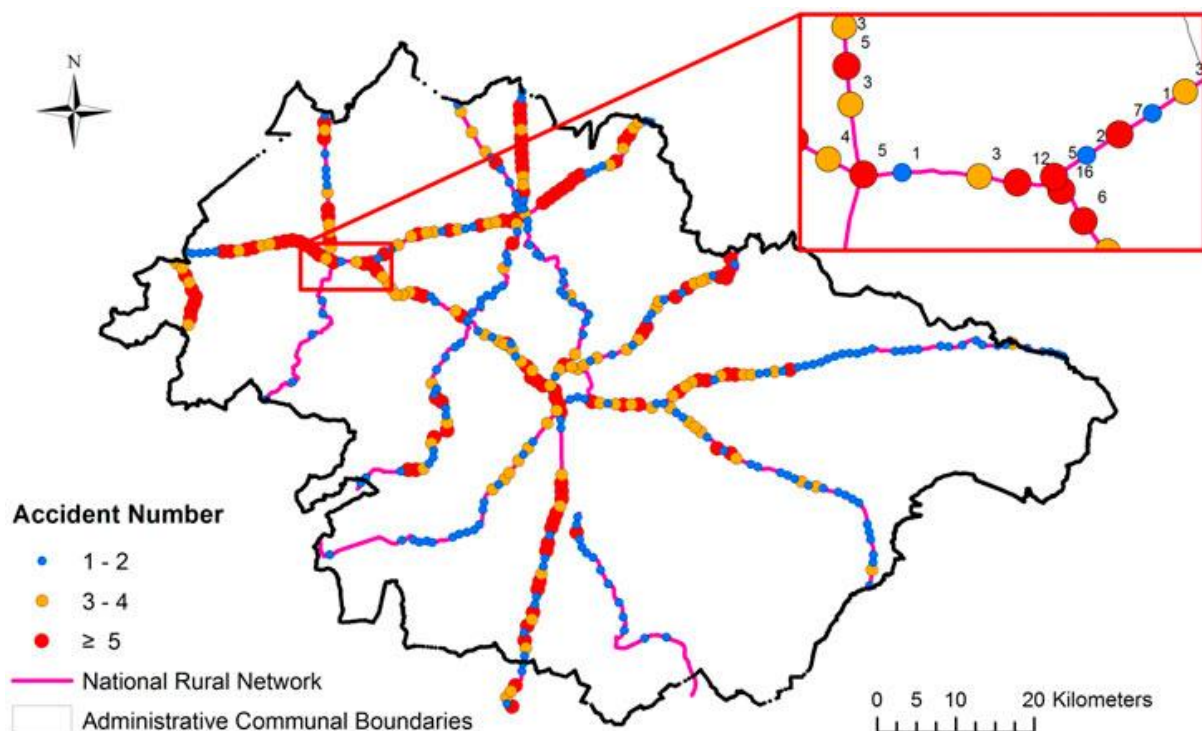 N
3
5
3
4
5
1
3
12
16
5
2
7
1
3
6
Accident Number
1 - 2
3 - 4
≥ 5
National Rural Network
Administrative Communal Boundaries
0 5 10 20 Kilometers